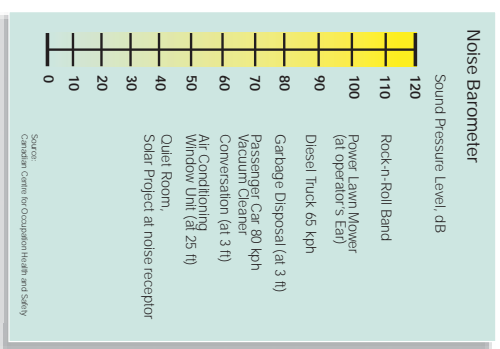 Noise Barometer
Sound Pressure Level, dB
120
110
100
90
80
70
60
50
40
30
20
10
0
Rock-n-Roll Band
Power Lawn Mower
(at operator's Ear)
Diesel Truck 65 kph
Garbage Disposal (at 3 ft)
Passenger Car 80 kph
Vacuum Cleaner
Conversation (at 3 ft)
Air Conditioning
Window Unit (at 25 ft)
Quiet Room,
Solar Project at noise receptor
Source:
Canadian Centre for Occupation Health and Safety